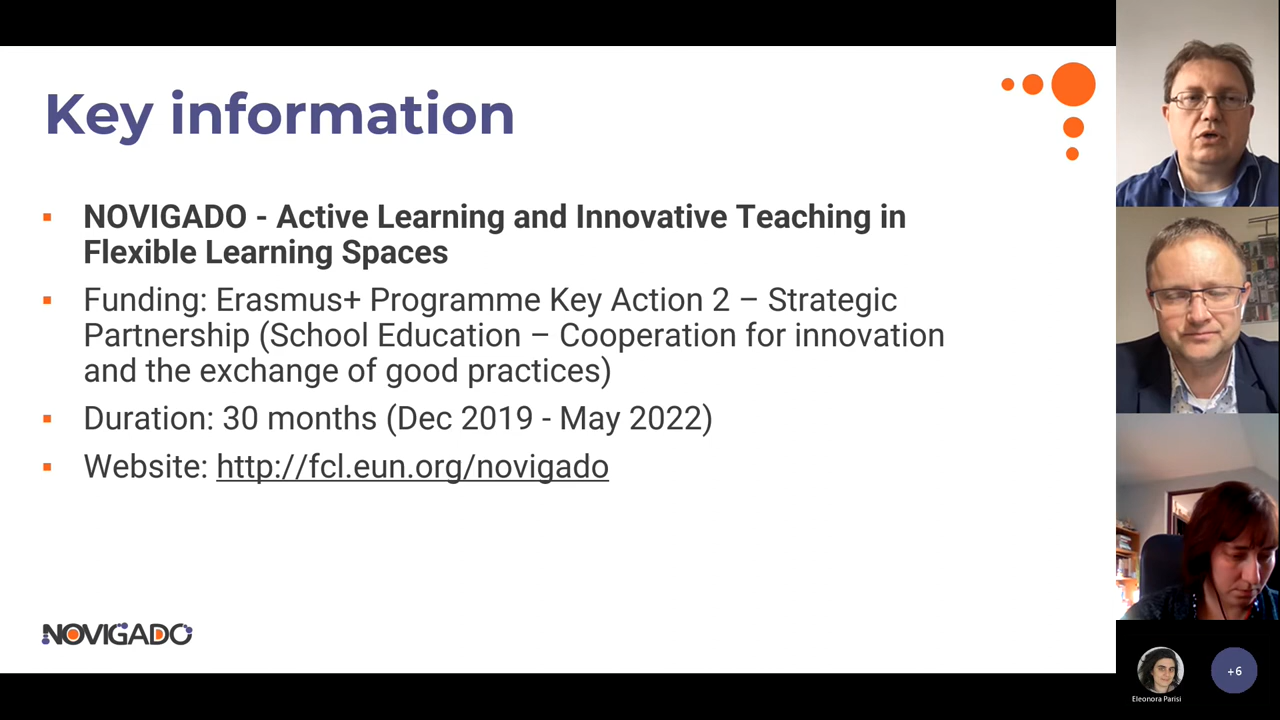 Key information
NOVIGADO - Active Learning and Innovative Teaching in
Flexible Learning Spaces
Funding: Erasmus+ Programme Key Action 2 – Strategic
Partnership (School Education – Cooperation for innovation
and the exchange of good practices)
Duration: 30 months (Dec 2019 - May 2022)
Website: http://fcl.eun.org/novigado
NOVIGADO
Eleonora Parisi
+6